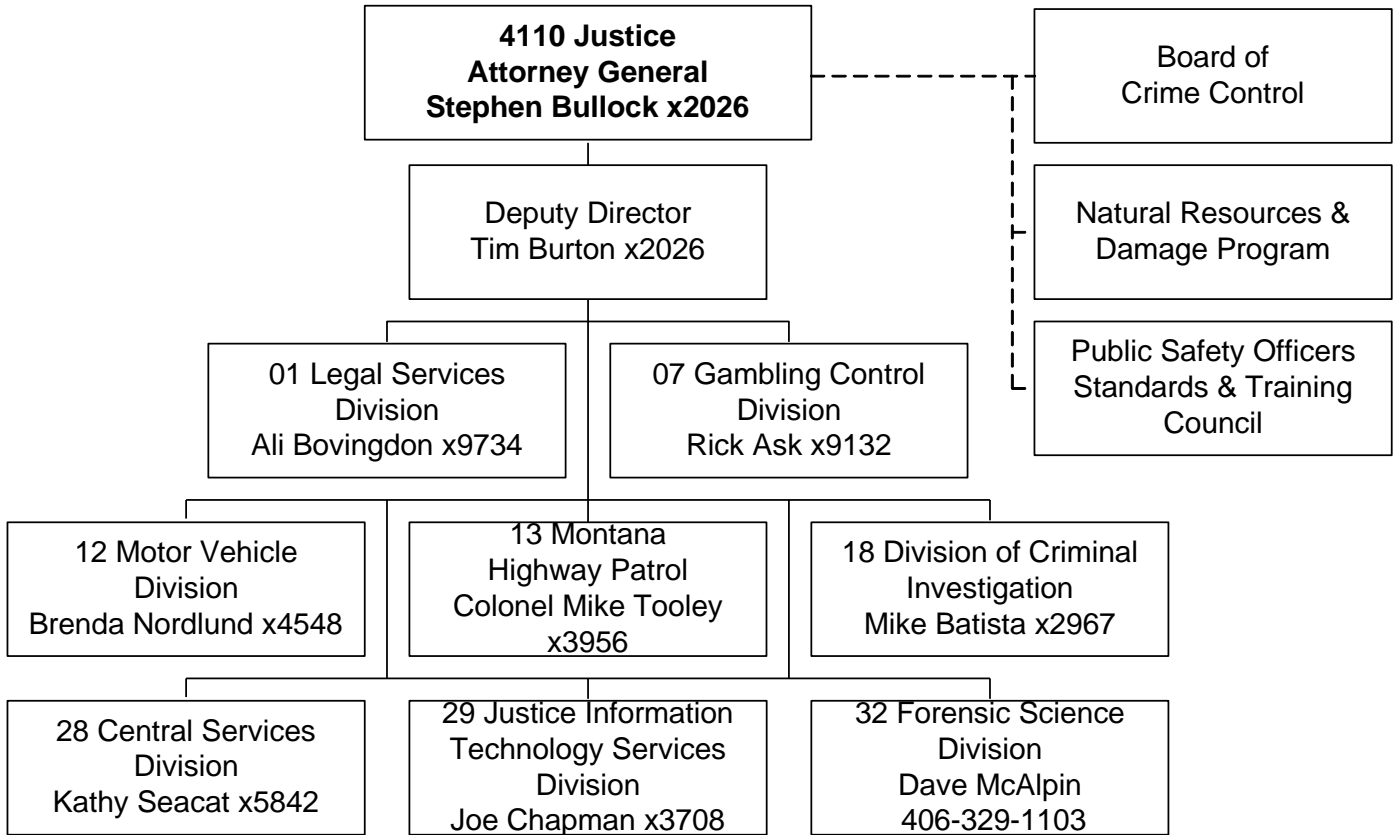 4110 Justice
Attorney General
Stephen Bullock x2026
Board of
Crime Control
Deputy Director
Tim Burton x2026
Natural Resources &
Damage Program
01 Legal Services
Division
Ali Bovingdon x9734
07 Gambling Control
Division
Rick Ask x9132
Public Safety Officers
Standards & Training
Council
12 Motor Vehicle
Division
Brenda Nordlund x4548
13 Montana
Highway Patrol
Colonel Mike Tooley
x3956
18 Division of Criminal
Investigation
Mike Batista x2967
28 Central Services
Division
Kathy Seacat x5842
29 Justice Information
Technology Services
Division
Joe Chapman x3708
32 Forensic Science
Division
Dave McAlpin
406-329-1103